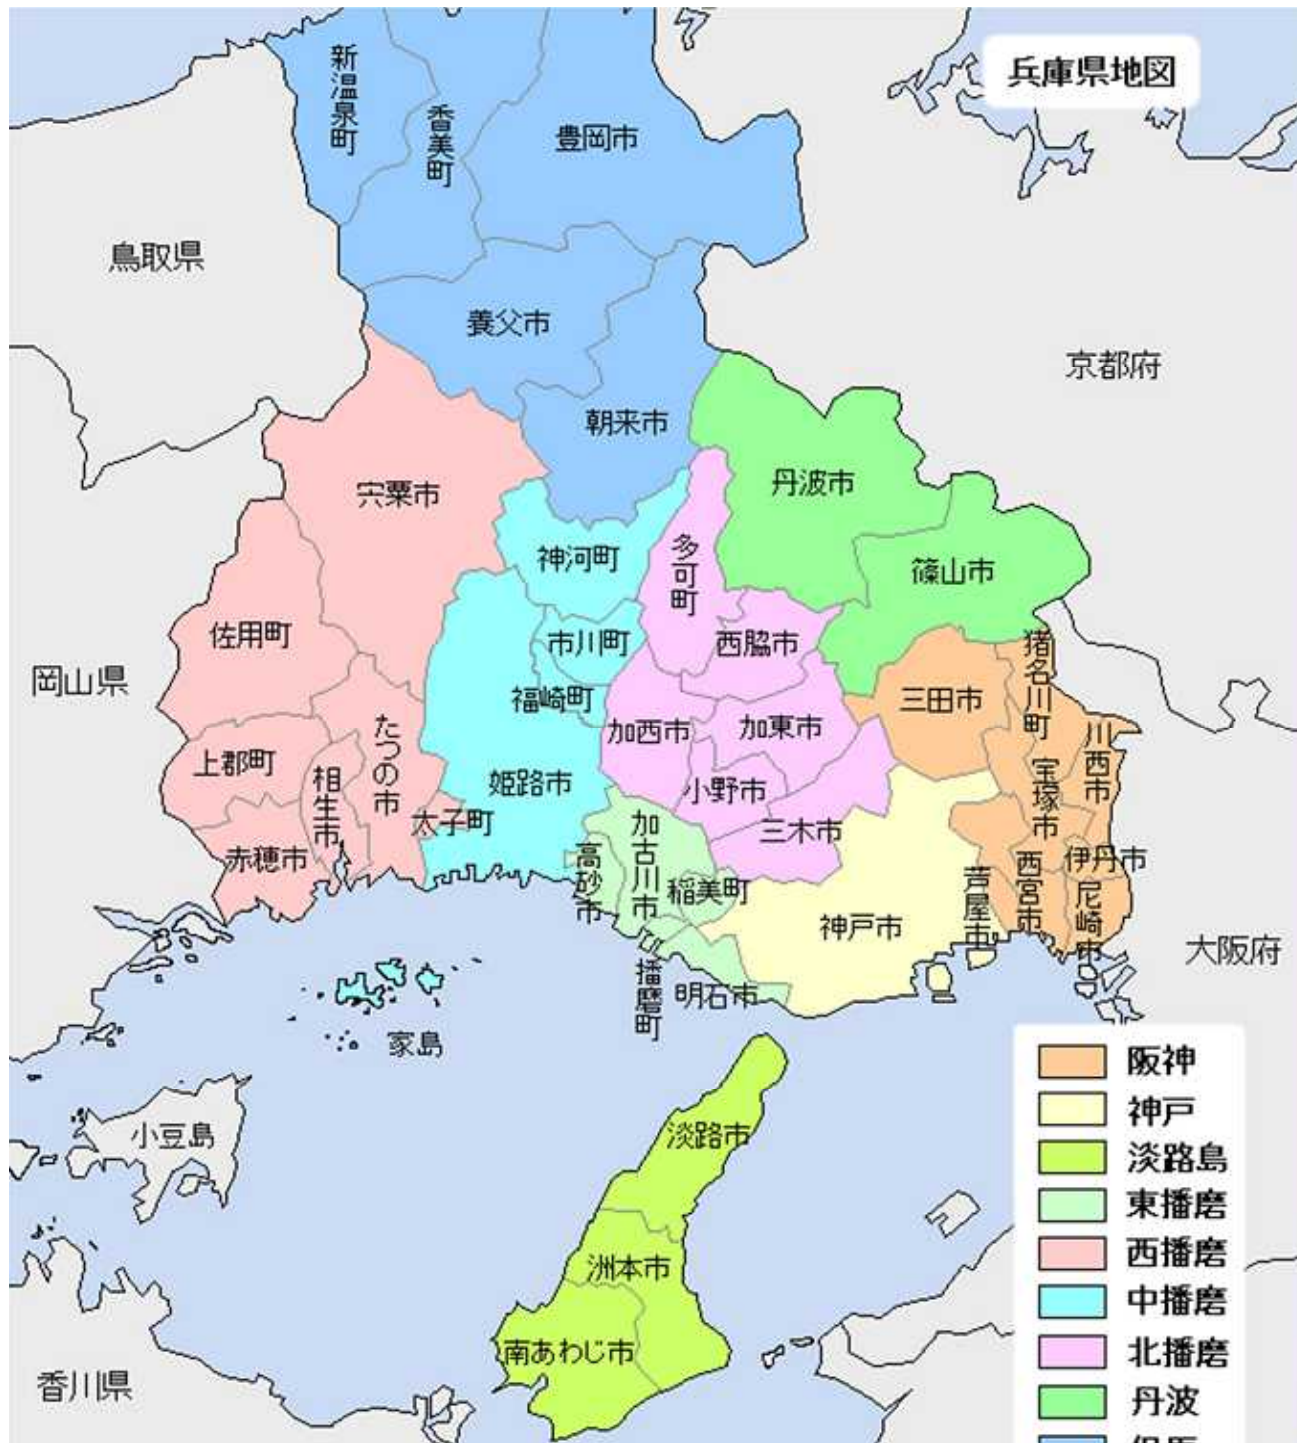 兵庫県地図
新温泉町
香美町
豊岡市
鳥取県
養父市
京都府
朝来市
宍粟市
丹波市
神河町
多可町
篠山市
佐用町
市川町
西脇市
猪名川町
岡山県
福崎町
三田市
たつの市
加西市
加東市
川西市
上郡町
相生市
姫路市
小野市
宝塚市
太子町
加古川市
三木市
赤穂市
高砂市
稲美町
芦屋市
西宮市
伊丹市
尼崎市
神戸市
大阪府
播磨町
明石市
家島
小豆島
淡路市
洲本市
南あわじ市
香川県
阪神
神戸
淡路島
東播磨
西播磨
中播磨
北播磨
丹波